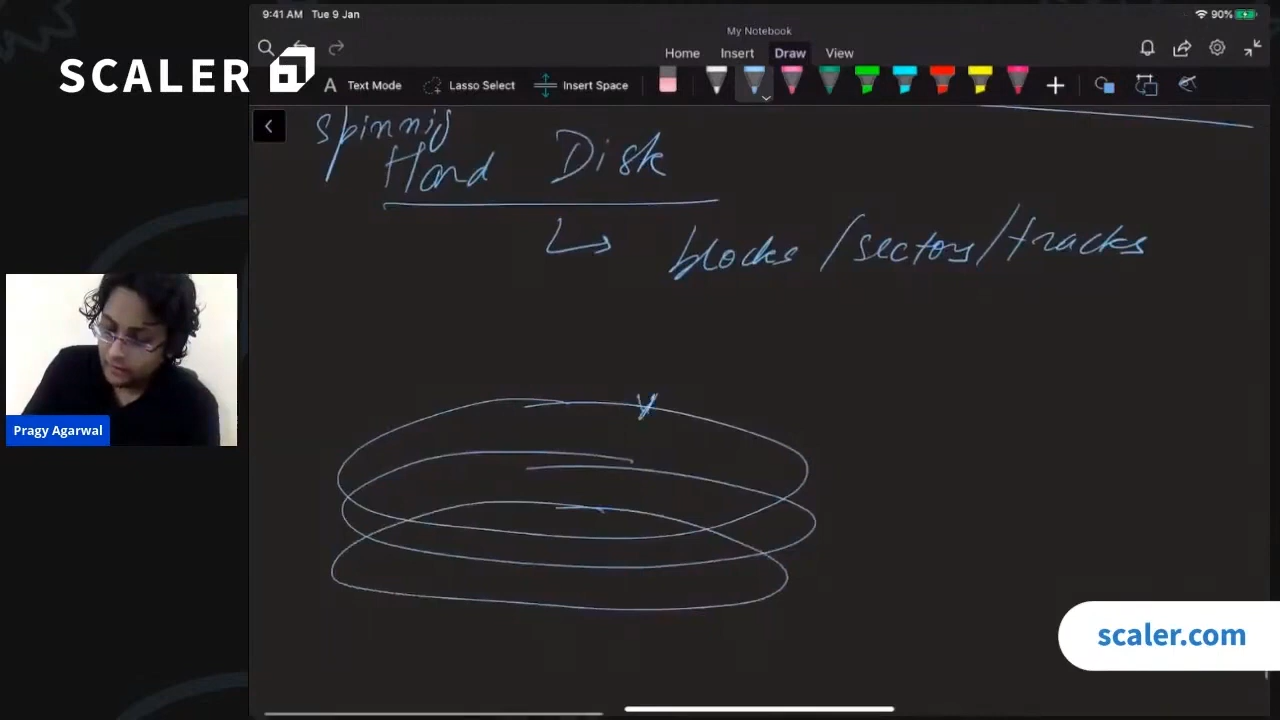 9:41 AM Tue 9 Jan
90%
My Notebook
SCALER
Home Insert Draw View
Text Mode Lasso Select Insert Space
spinnig
Hard Disk
blocks / sectors / tracks
Pragy Agarwal
scaler.com